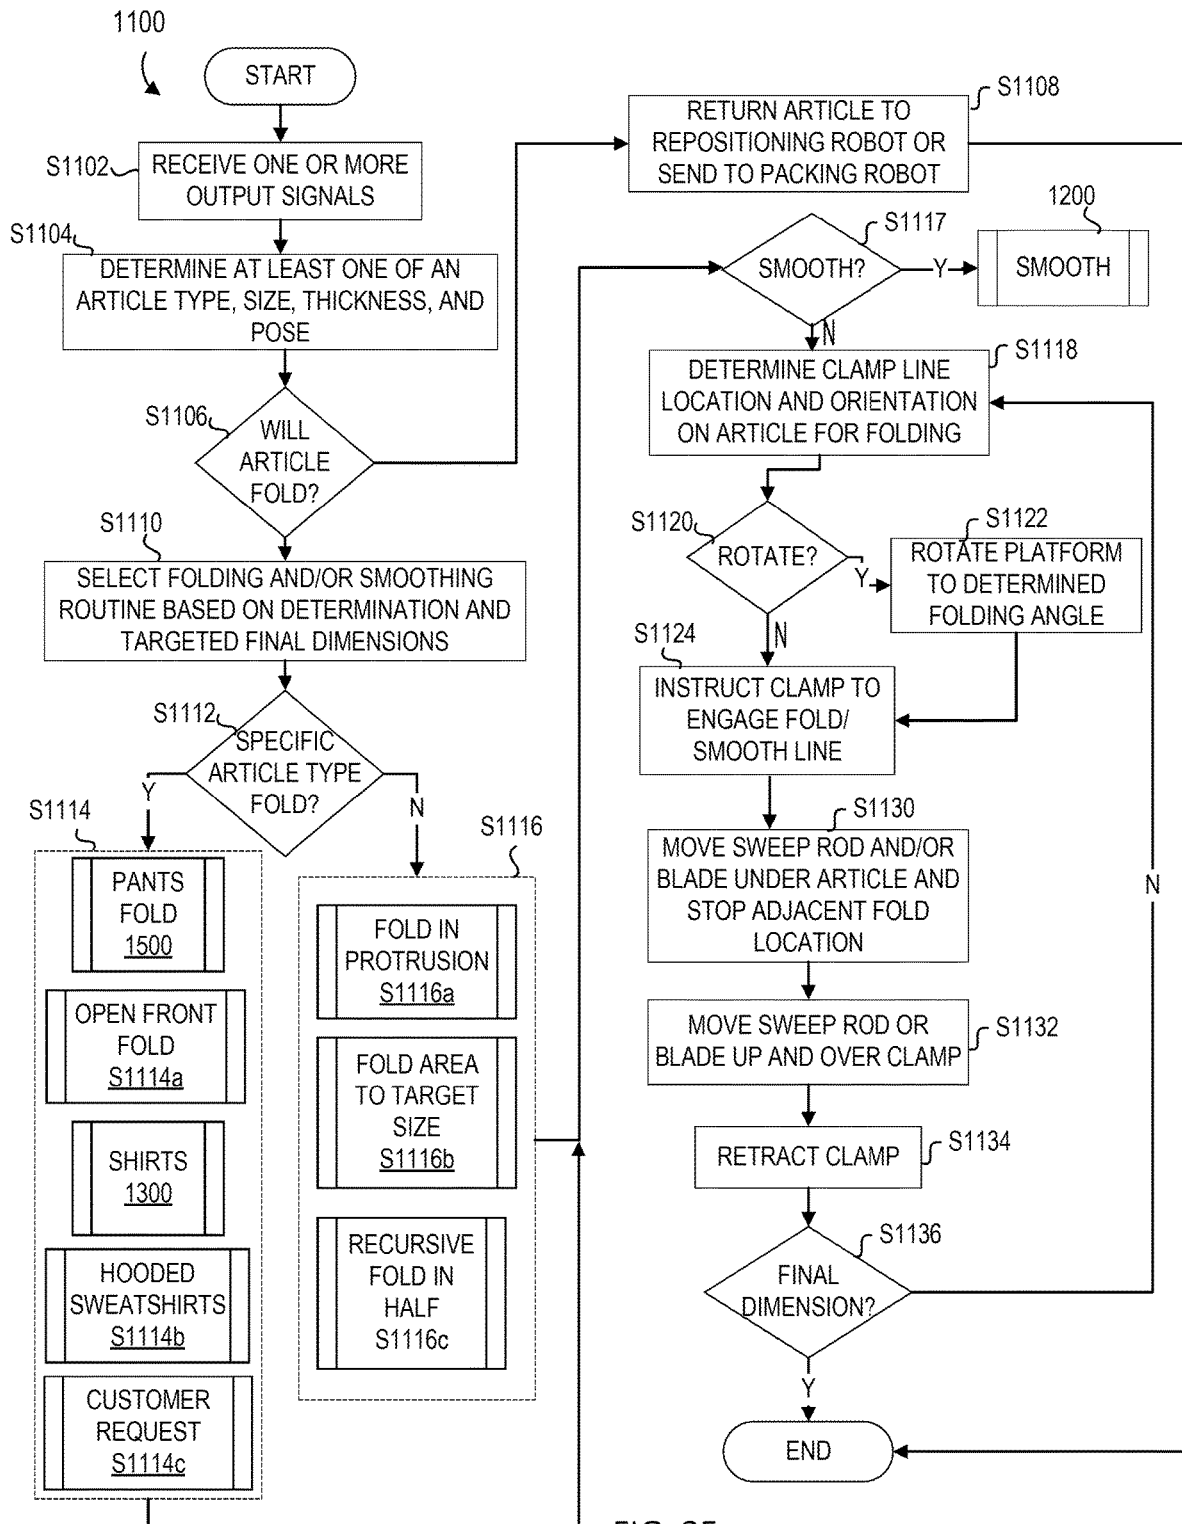 1100
START
S1102
RECEIVE ONE OR MORE
OUTPUT SIGNALS
S1104
DETERMINE AT LEAST ONE OF AN
ARTICLE TYPE, SIZE, THICKNESS, AND
POSE
S1106
WILL
ARTICLE
FOLD?
S1108
RETURN ARTICLE TO
REPOSITIONING ROBOT OR
SEND TO PACKING ROBOT
S1110
SELECT FOLDING AND/OR SMOOTHING
ROUTINE BASED ON DETERMINATION AND
TARGETED FINAL DIMENSIONS
S1112
SPECIFIC
ARTICLE TYPE
FOLD?
Y
N
S1114
PANTS
FOLD
1500
OPEN FRONT
FOLD
S1114a
SHIRTS
1300
HOODED
SWEATSHIRTS
S1114b
CUSTOMER
REQUEST
S1114c
S1116
FOLD IN
PROTRUSION
S1116a
FOLD AREA
TO TARGET
SIZE
S1116b
RECURSIVE
FOLD IN
HALF
S1116c
S1117
SMOOTH?
Y
1200
SMOOTH
N
S1118
DETERMINE CLAMP LINE
LOCATION AND ORIENTATION
ON ARTICLE FOR FOLDING
S1120
ROTATE?
Y
S1122
ROTATE PLATFORM
TO DETERMINED
FOLDING ANGLE
N
S1124
INSTRUCT CLAMP TO
ENGAGE FOLD/
SMOOTH LINE
S1130
MOVE SWEEP ROD AND/OR
BLADE UNDER ARTICLE AND
STOP ADJACENT FOLD
LOCATION
S1132
MOVE SWEEP ROD OR
BLADE UP AND OVER CLAMP
S1134
RETRACT CLAMP
S1136
FINAL
DIMENSION?
N
Y
END